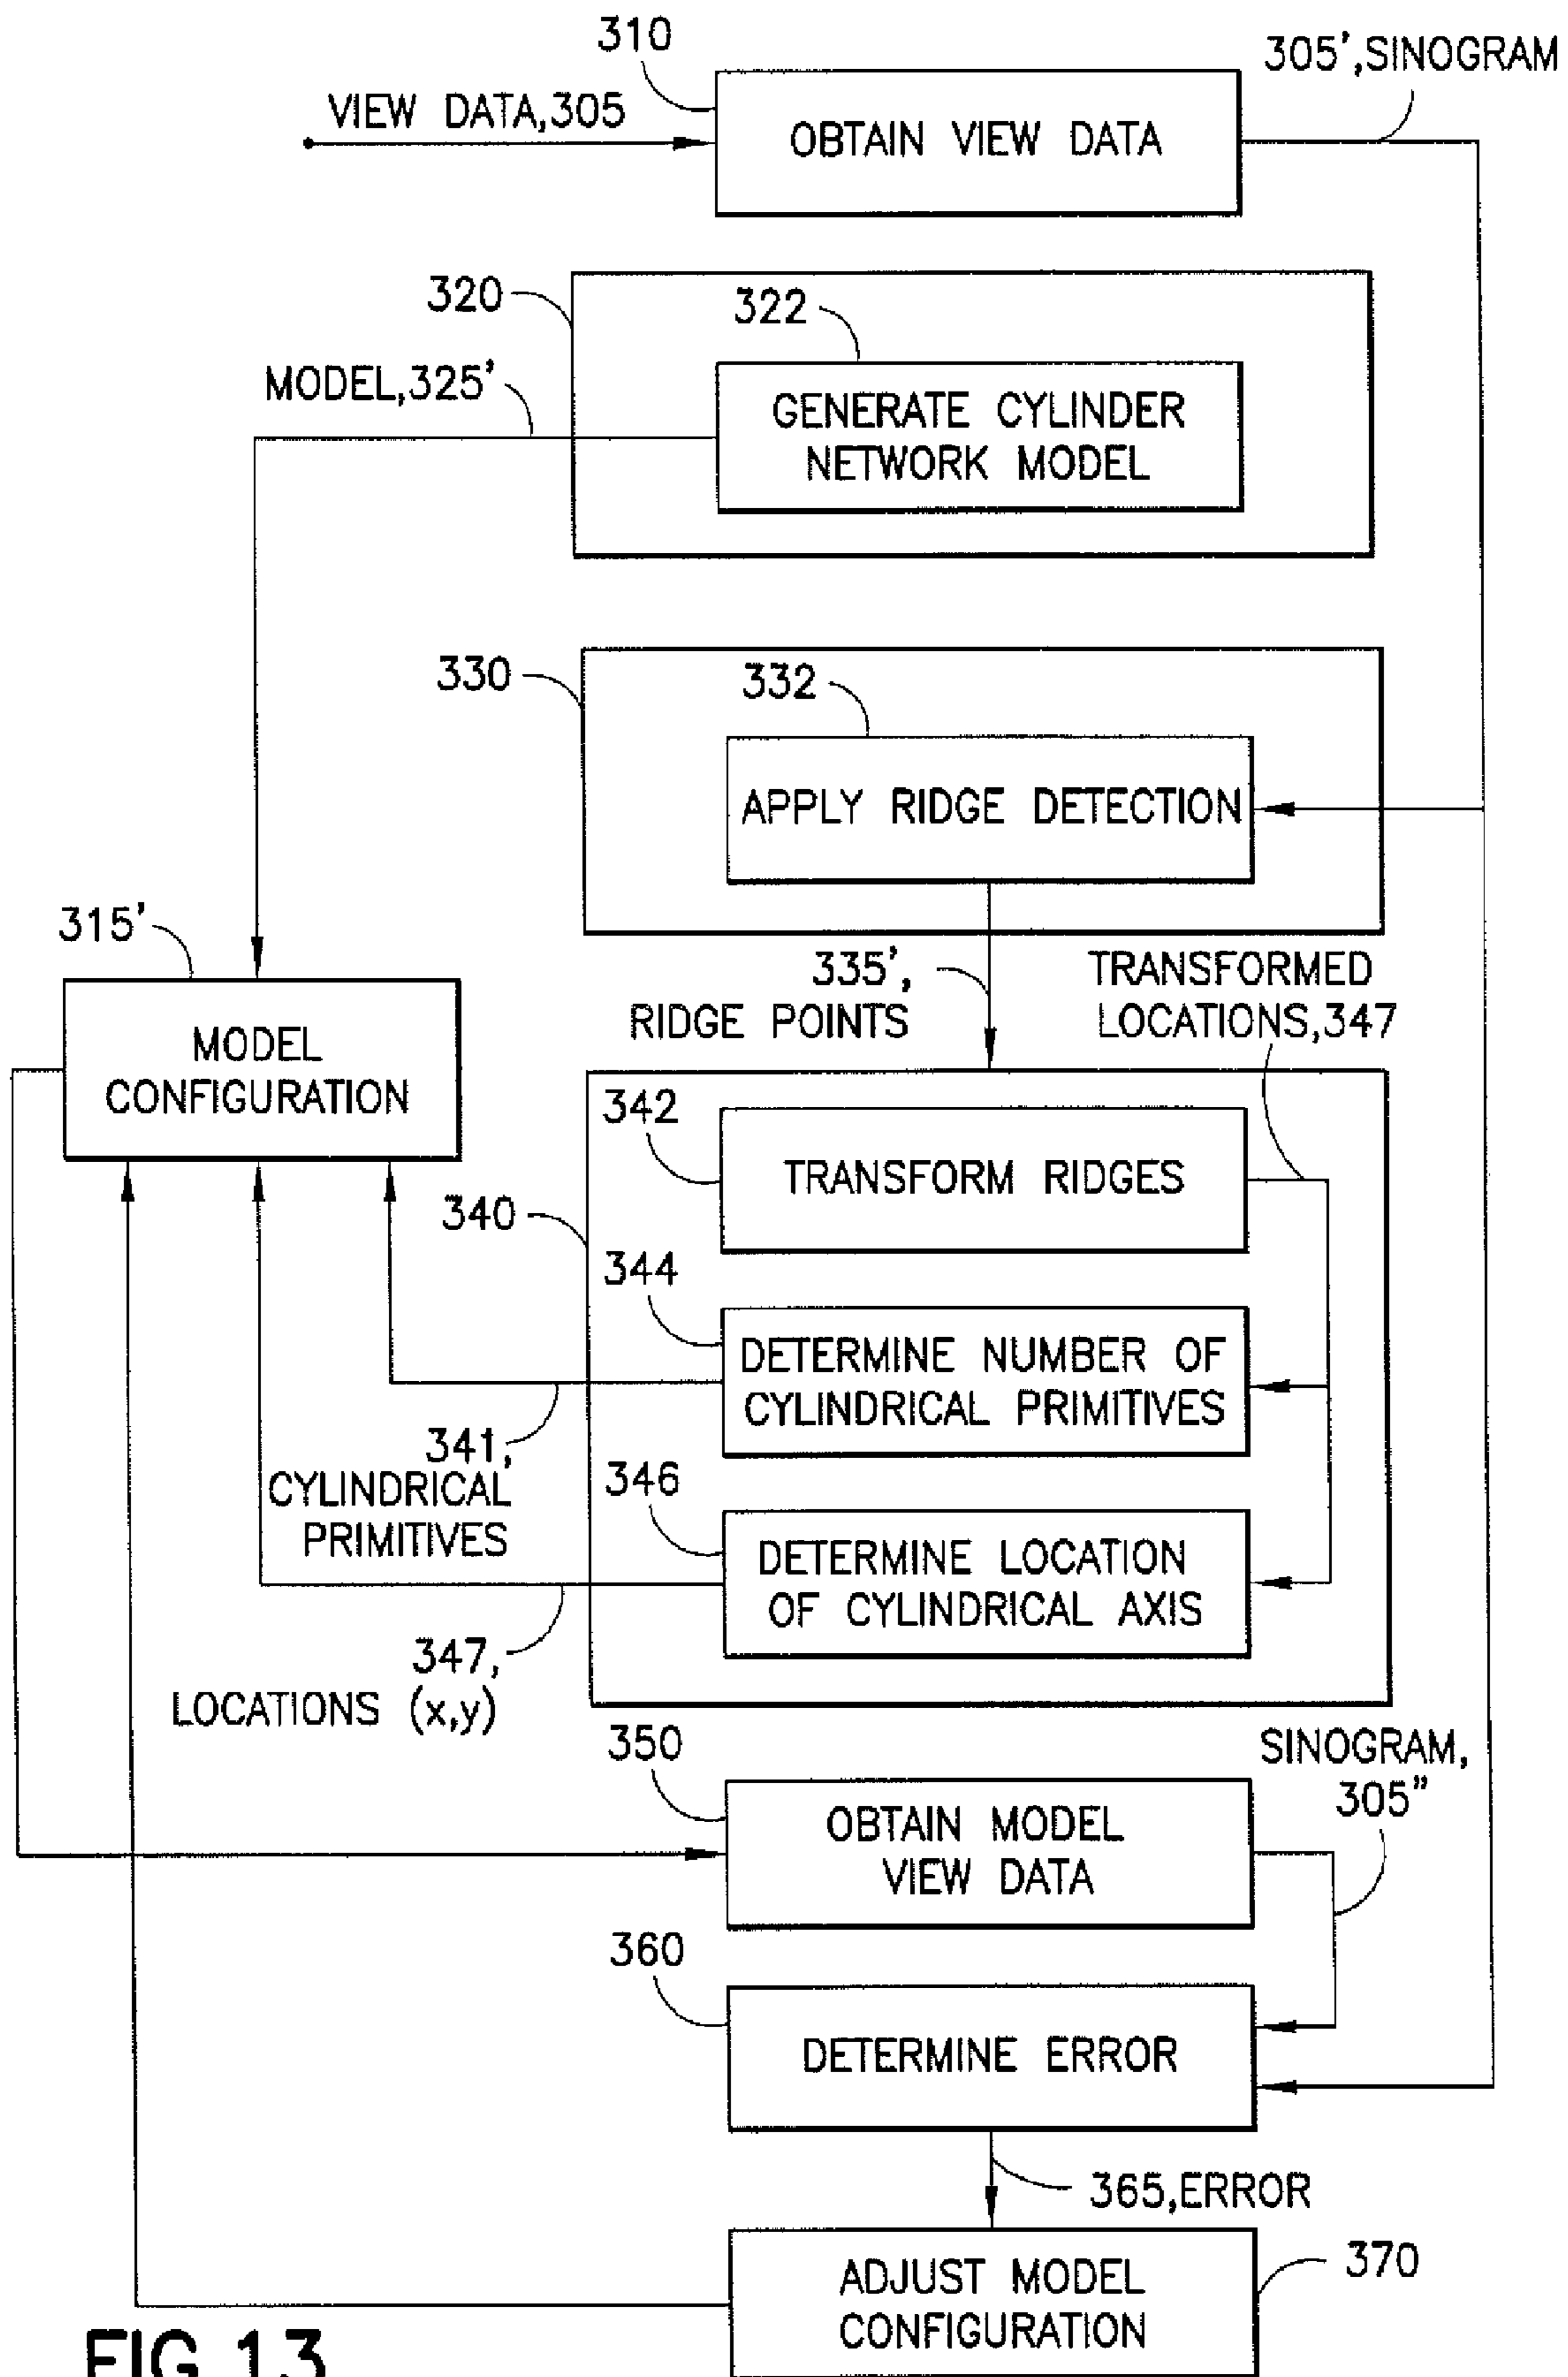 310
305',SINOGRAM
VIEW DATA,305
OBTAIN VIEW DATA
320
322
MODEL,325'
GENERATE CYLINDER
NETWORK MODEL
330
332
APPLY RIDGE DETECTION
315'
MODEL
CONFIGURATION
335',
RIDGE POINTS
TRANSFORMED
LOCATIONS,347
342
TRANSFORM RIDGES
340
344
DETERMINE NUMBER OF
CYLINDRICAL PRIMITIVES
341,
CYLINDRICAL
PRIMITIVES
346
DETERMINE LOCATION
OF CYLINDRICAL AXIS
347,
LOCATIONS (x,y)
350
SINOGRAM,
305"
OBTAIN MODEL
VIEW DATA
360
DETERMINE ERROR
365,ERROR
370
ADJUST MODEL
CONFIGURATION
FIG.13